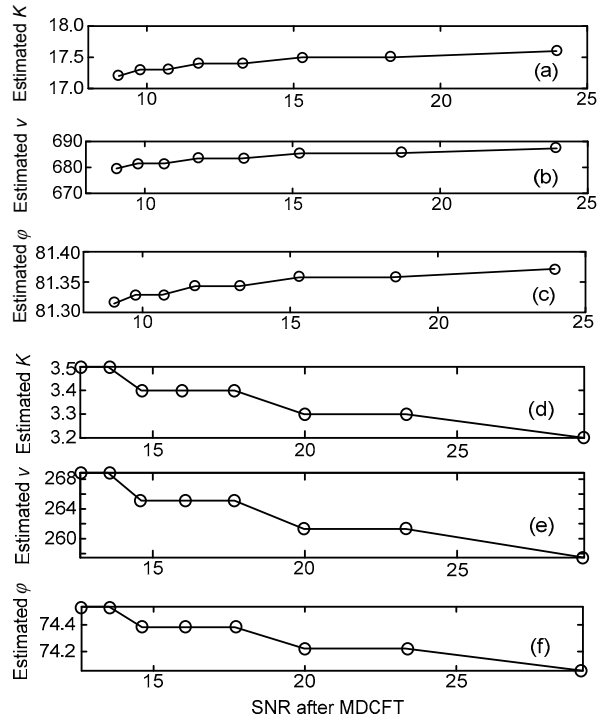 Estimated K
18.0
17.5
17.0
(a)
10 15 20 25
Estimated v
690
680
670
(b)
10 15 20 25
Estimated φ
81.40
81.35
81.30
(c)
10 15 20 25
Estimated K
3.5
3.4
3.3
3.2
(d)
15 20 25
Estimated v
268
264
260
(e)
15 20 25
Estimated φ
74.4
74.2
(f)
15 20 25
SNR after MDCFT